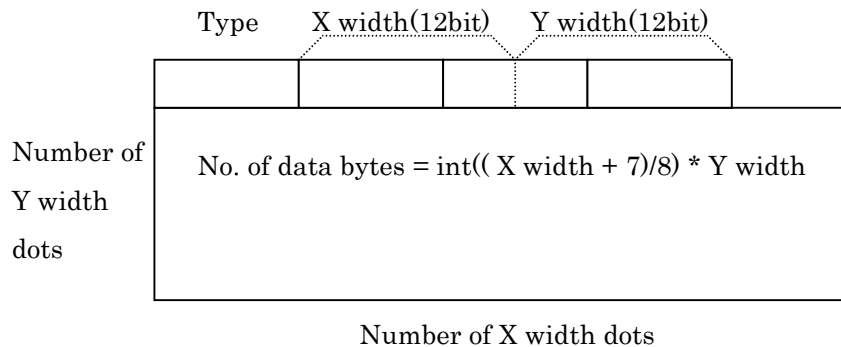 Type X width(12bit) Y width(12bit)
Number of
Y width
dots
No. of data bytes = int(( X width + 7)/8) * Y width
Number of X width dots